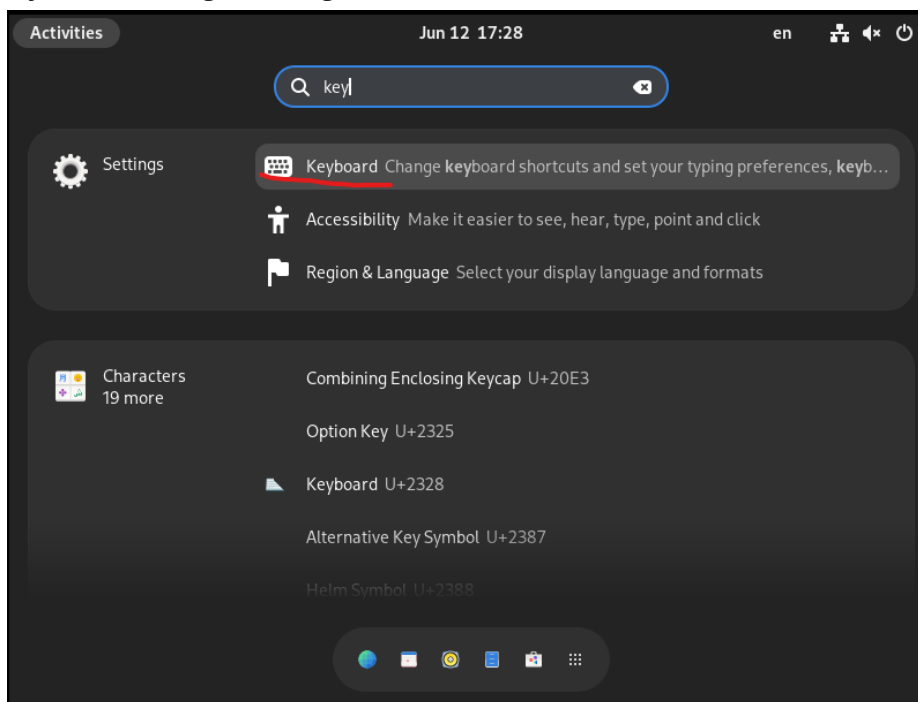 Activities Jun 12 17:28 en
key
Settings
Keyboard Change keyboard shortcuts and set your typing preferences, keyb...
Accessibility Make it easier to see, hear, type, point and click
Region & Language Select your display language and formats
Characters
19 more
Combining Enclosing Keycap U+20E3
Option Key U+2325
Keyboard U+2328
Alternative Key Symbol U+2387
Helm Symbol U+2388